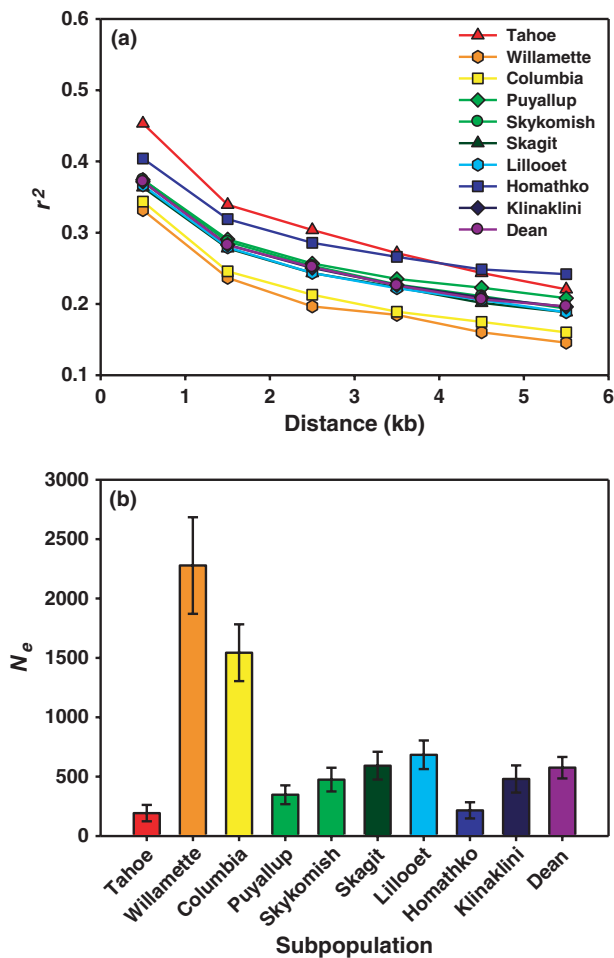 (a)
r²
0.6
0.5
0.4
0.3
0.2
0.1
0 1 2 3 4 5 6
Distance (kb)
Tahoe
Willamette
Columbia
Puyallup
Skykomish
Skagit
Lillooet
Homathko
Klinaklini
Dean
(b)
Ne
3000
2500
2000
1500
1000
500
0
Tahoe
Willamette
Columbia
Puyallup
Skykomish
Skagit
Lillooet
Homathko
Klinaklini
Dean
Subpopulation